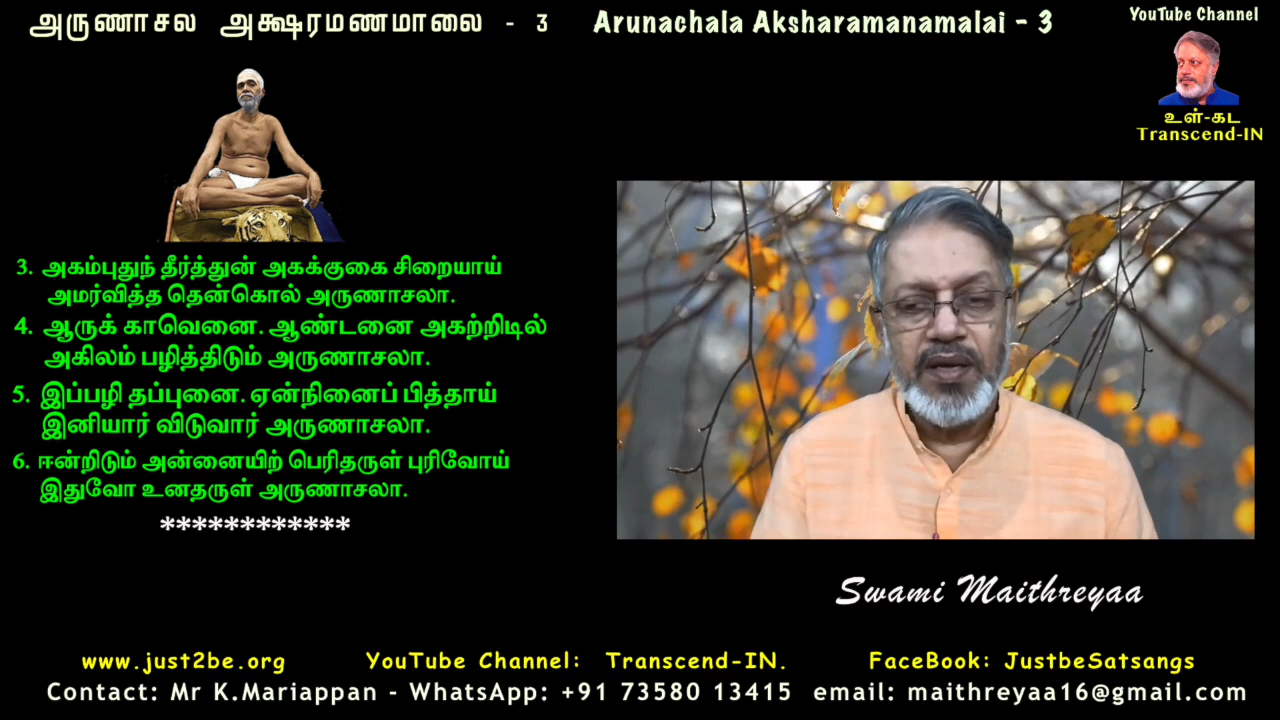 அருணாசல அக்ஷரமணமாலை - 3
Arunachala Aksharamanamalai - 3
YouTube Channel
உள்-கட
Transcend-IN
3. அகம்புதுந் தீர்த்துன் அகக்குகை சிறையாய்
அமர்வித்த தென்கொல் அருணாசலா.
4. ஆருக் காவெனை. ஆண்டனை அகற்றிடில்
அகிலம் பழித்திடும் அருணாசலா.
5. இப்பழி தப்புனை. ஏன்நினைப் பித்தாய்
இனியார் விடுவார் அருணாசலா.
6. ஈன்றிடும் அன்னையிற் பெரிதருள் புரிவோய்
இதுவோ உனதருள் அருணாசலா.
************
Swami Maithreyaa
www.just2be.org YouTube Channel: Transcend-IN. FaceBook: JustbeSatsangs
Contact: Mr K.Mariappan - WhatsApp: +91 73580 13415 email: maithreyaa16@gmail.com